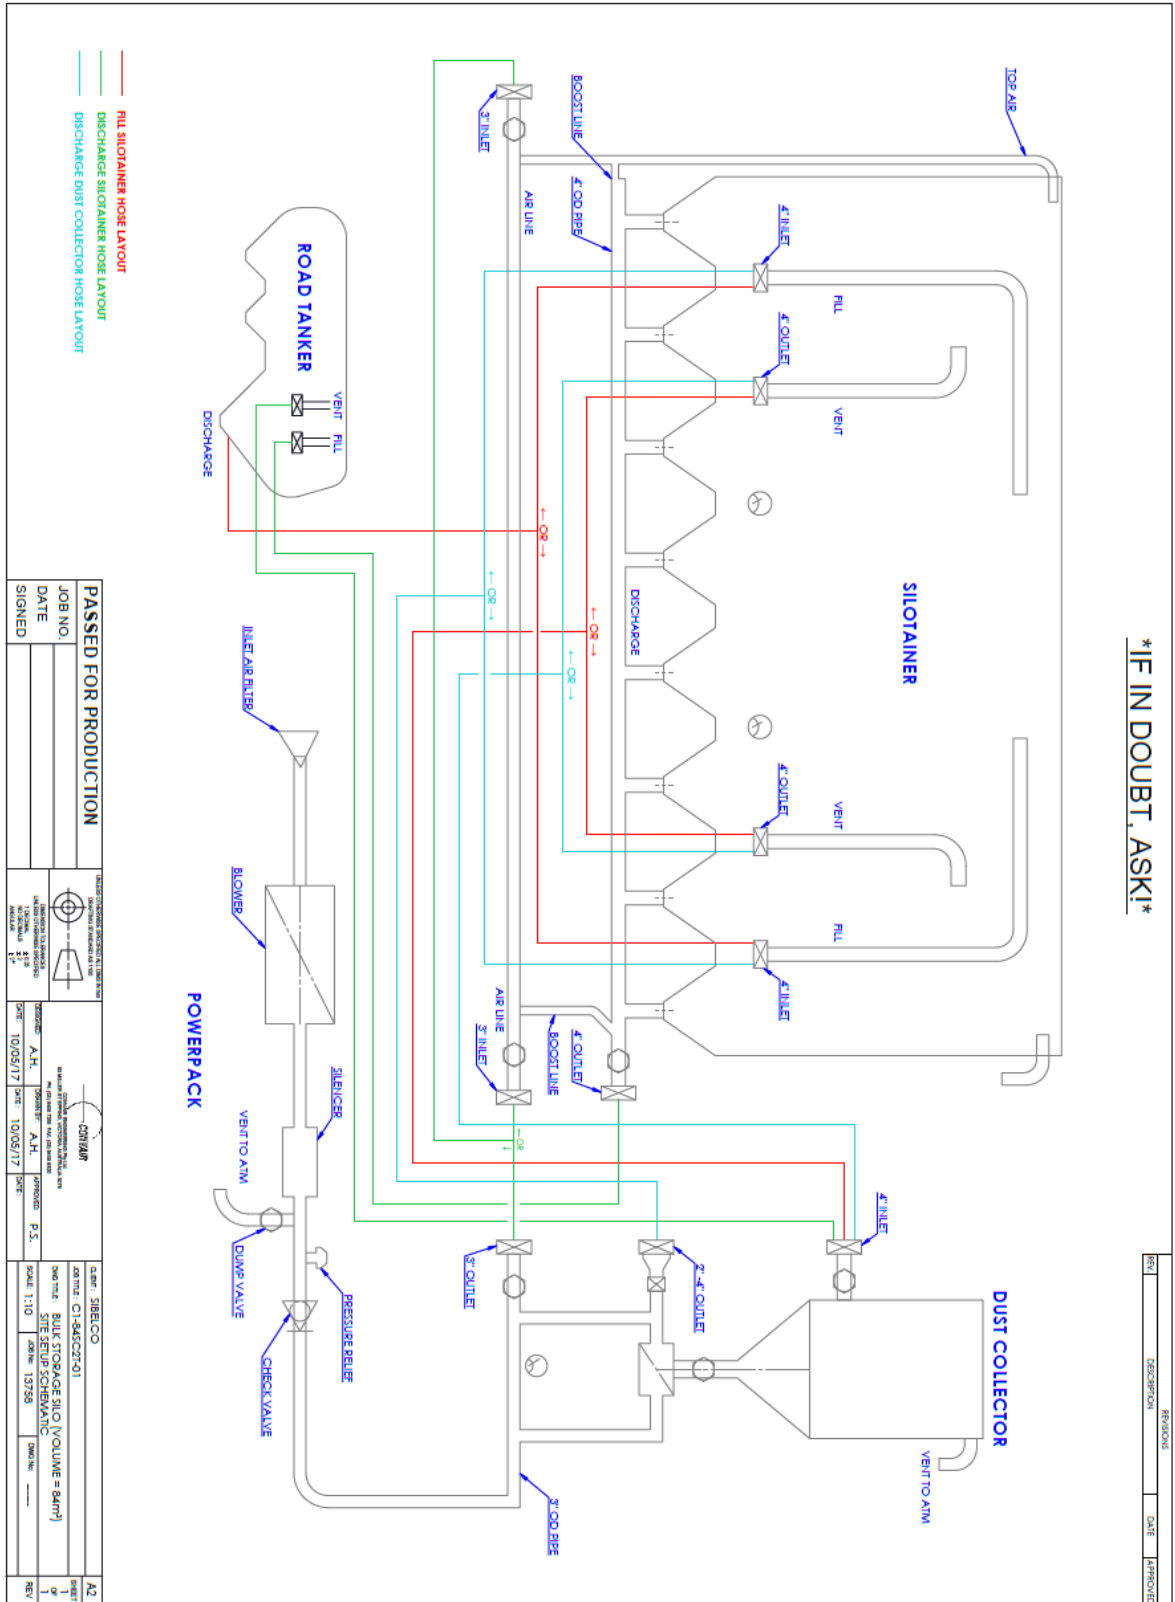 *IF IN DOUBT, ASK!*
REVISIONS
REV.
DESCRIPTION
DATE
APPROVED
TOP AIR
BOOST LINE
3" INLET
4" OD PIPE
AIR LINE
4" INLET
FILL
4" OUTLET
VENT
SILOTAINER
DISCHARGE
4" OUTLET
VENT
FILL
4" INLET
← OR →
← OR →
← OR →
← OR →
AIR LINE
3" INLET
BOOST LINE
4" OUTLET
← OR
→
ROAD TANKER
VENT
FILL
DISCHARGE
INLET AIR FILTER
BLOWER
SILENCER
POWERPACK
VENT TO ATM
DUMP VALVE
PRESSURE RELIEF
CHECK VALVE
3" OUTLET
2"-4" OUTLET
4" INLET
DUST COLLECTOR
VENT TO ATM
3" OD PIPE
FILL SILOTAINER HOSE LAYOUT
DISCHARGE SILOTAINER HOSE LAYOUT
DISCHARGE DUST COLLECTOR HOSE LAYOUT
PASSED FOR PRODUCTION
JOB NO.
DATE
SIGNED
CONVAIR
DESIGNED: A.H.
DATE: 10/05/17
DRAWN BY: A.H.
DATE: 10/05/17
APPROVED: P.S.
DATE:
CLIENT: SIBELCO
JOB TITLE: C1-84SC2T-01
DWG TITLE: BULK STORAGE SILO (VOLUME = 84m³)
SITE SETUP SCHEMATIC
SCALE: 1:10
JOB No: 13758
DWG No:
A2
SHEET
1
OF
1
REV